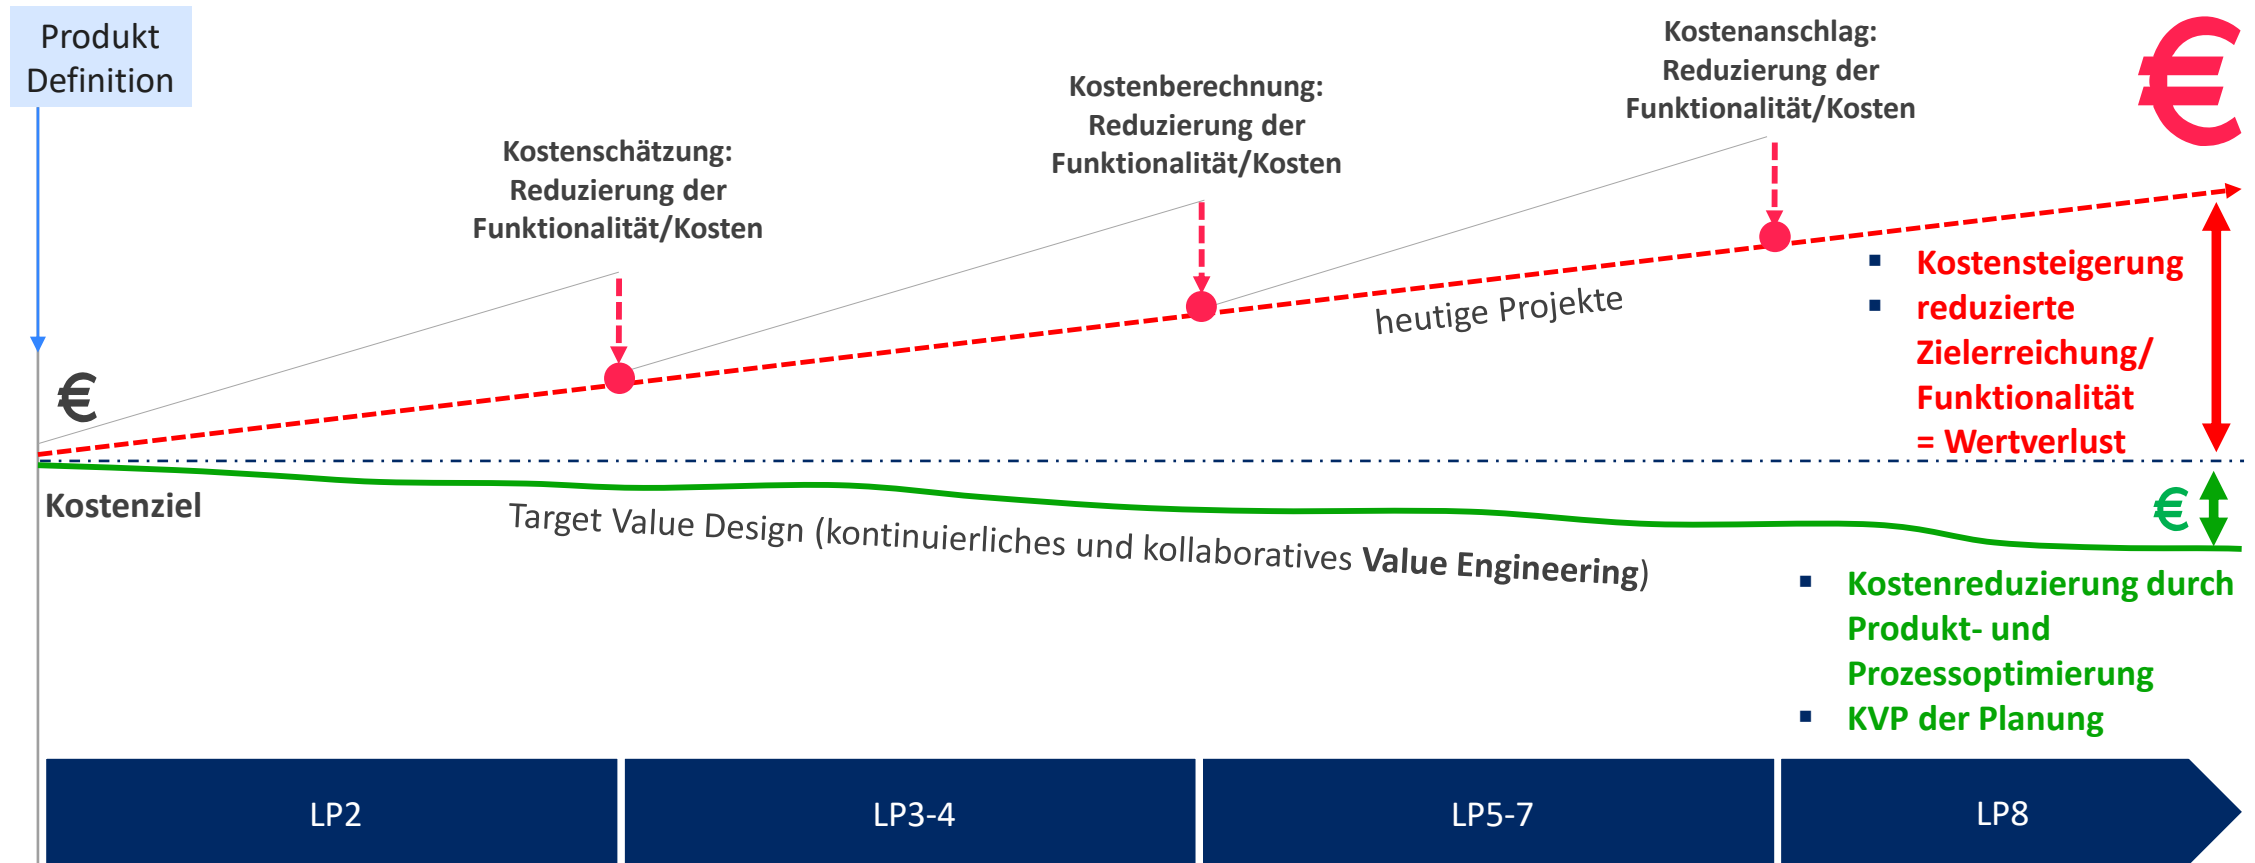 Produkt
Definition
Kostenschätzung:
Reduzierung der
Funktionalität/Kosten
Kostenberechnung:
Reduzierung der
Funktionalität/Kosten
Kostenanschlag:
Reduzierung der
Funktionalität/Kosten
€
€
heutige Projekte
▪ Kostensteigerung
▪ reduzierte
Zielerreichung/
Funktionalität
= Wertverlust
Kostenziel
Target Value Design (kontinuierliches und kollaboratives Value Engineering)
€
▪ Kostenreduzierung durch
Produkt- und
Prozessoptimierung
▪ KVP der Planung
LP2
LP3-4
LP5-7
LP8